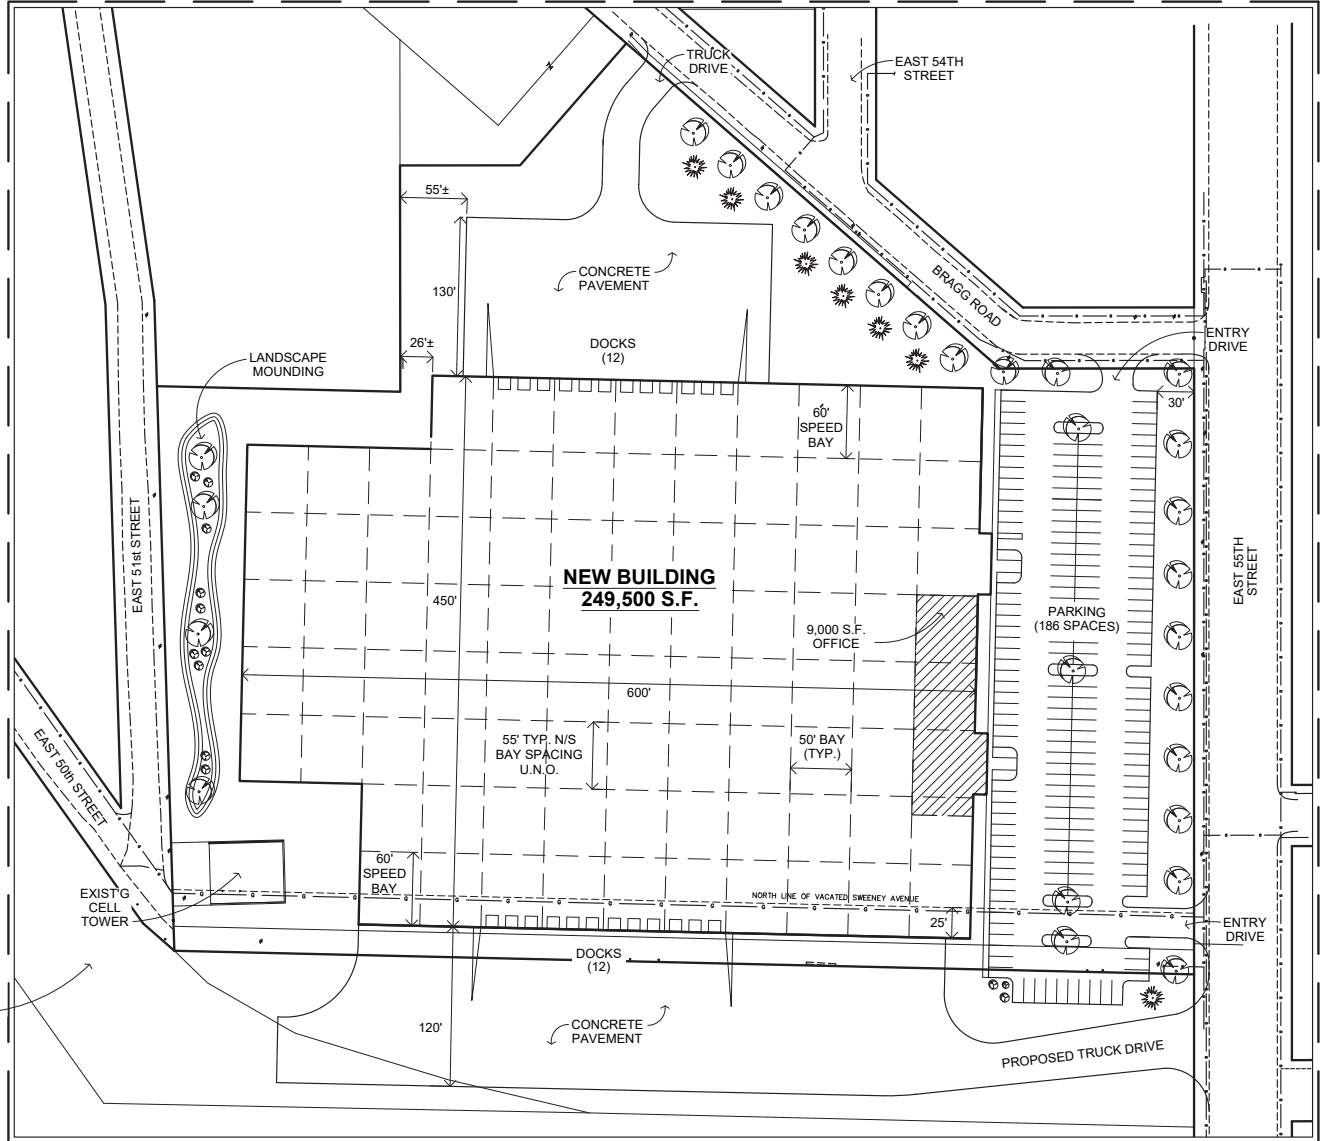 TRUCK
DRIVE
EAST 54TH
STREET
55'±
CONCRETE
PAVEMENT
130'
BRAGG ROAD
ENTRY
DRIVE
DOCKS
(12)
26'±
LANDSCAPE
MOUNDING
30'
60'
SPEED
BAY
EAST 51st STREET
EAST 55TH
STREET
NEW BUILDING
249,500 S.F.
450'
PARKING
(186 SPACES)
9,000 S.F.
OFFICE
600'
55' TYP. N/S
BAY SPACING
U.N.O.
50' BAY
(TYP.)
EAST 50th STREET
60'
SPEED
BAY
EXIST'G
CELL
TOWER
NORTH LINE OF VACATED SWEENEY AVENUE
25'
ENTRY
DRIVE
DOCKS
(12)
120'
CONCRETE
PAVEMENT
PROPOSED TRUCK DRIVE